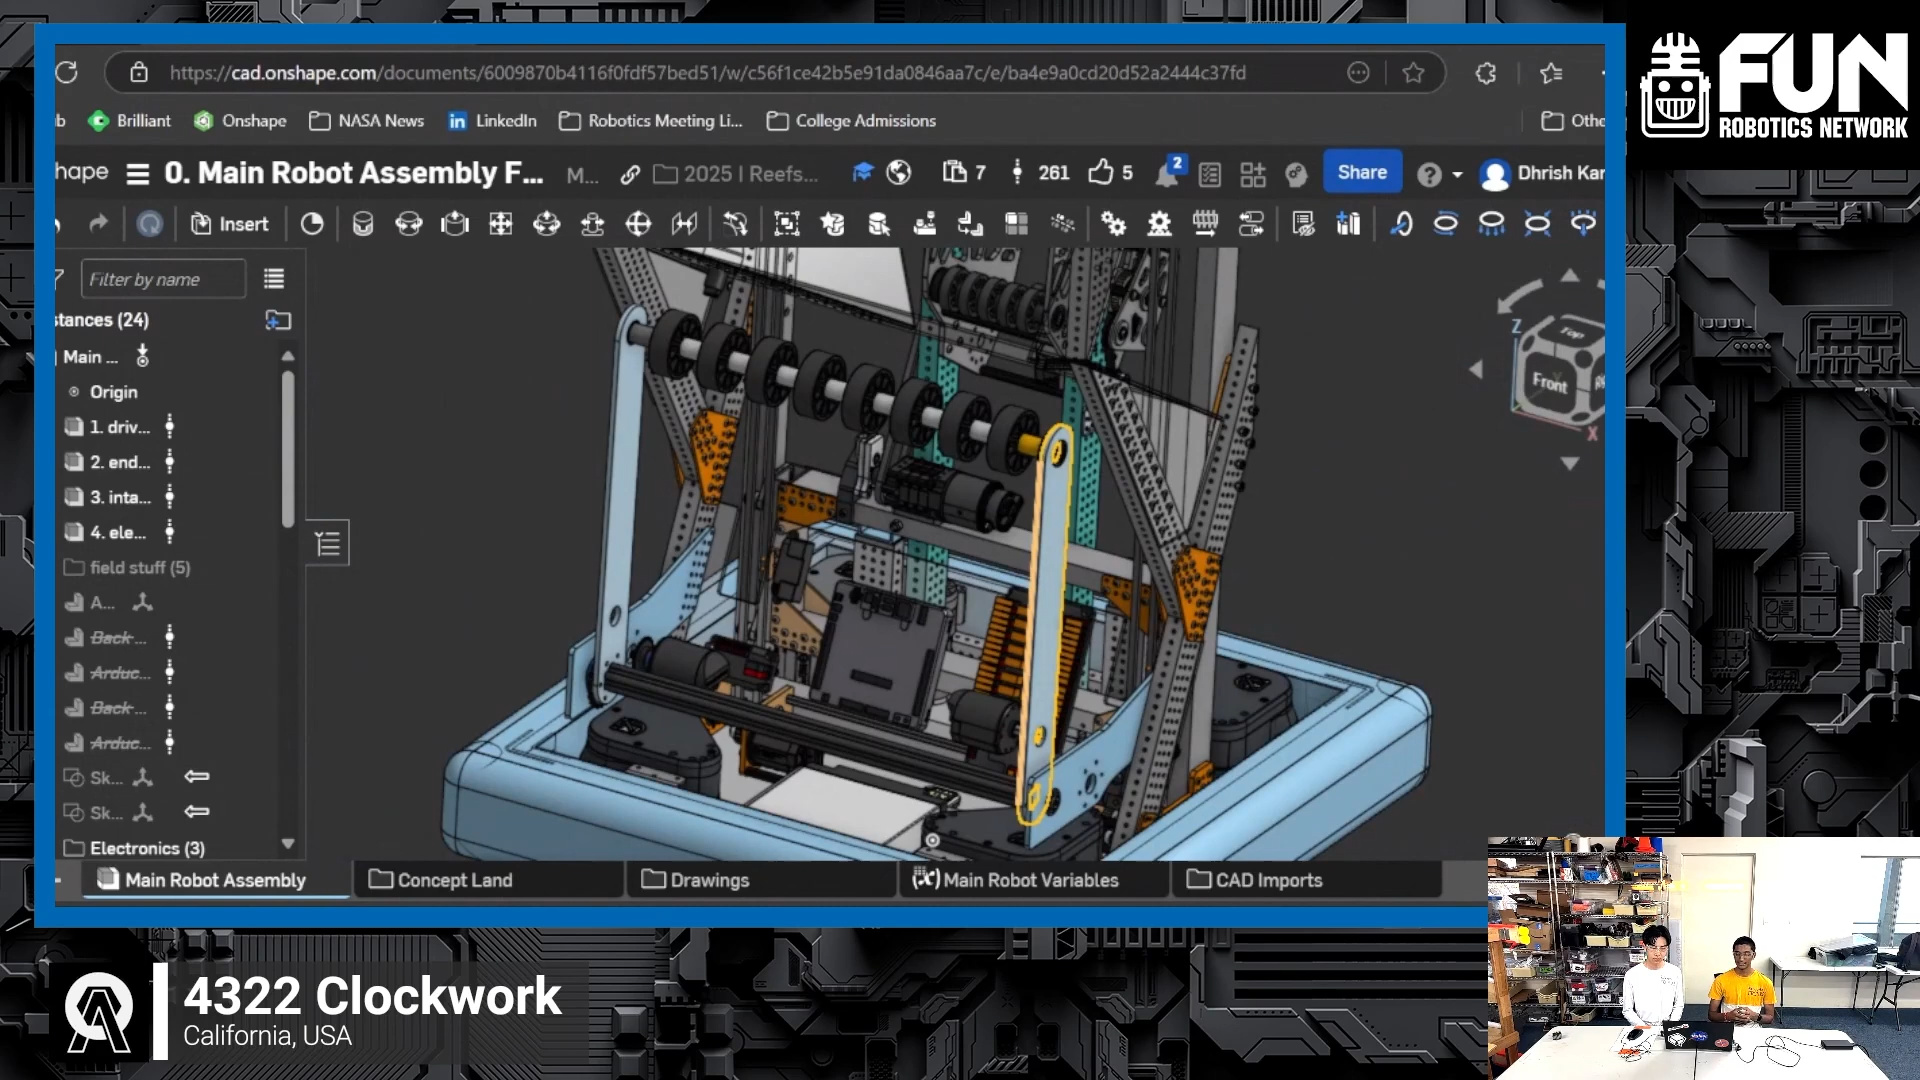 https://cad.onshape.com/documents/6009870b4116f0fdf57bed51/w/c56f1ce42b5e91da0846aa7c/e/ba4e9a0cd20d52a2444c37fd
b Brilliant Onshape NASA News LinkedIn Robotics Meeting Li... College Admissions Othe
FUN
ROBOTICS NETWORK
hape 0. Main Robot Assembly F... M... 2025 | Reefs... 7 261 5 2 Share Dhrish Kar
Insert
Filter by name
stances (24)
Main ...
Origin
1. driv...
2. end...
3. inta...
4. ele...
field stuff (5)
A...
Back ...
Arduc...
Back ...
Arduc...
Sk...
Sk...
Electronics (3)
Top
Z
Front
X
Main Robot Assembly Concept Land Drawings (x) Main Robot Variables CAD Imports
4322 Clockwork
California, USA